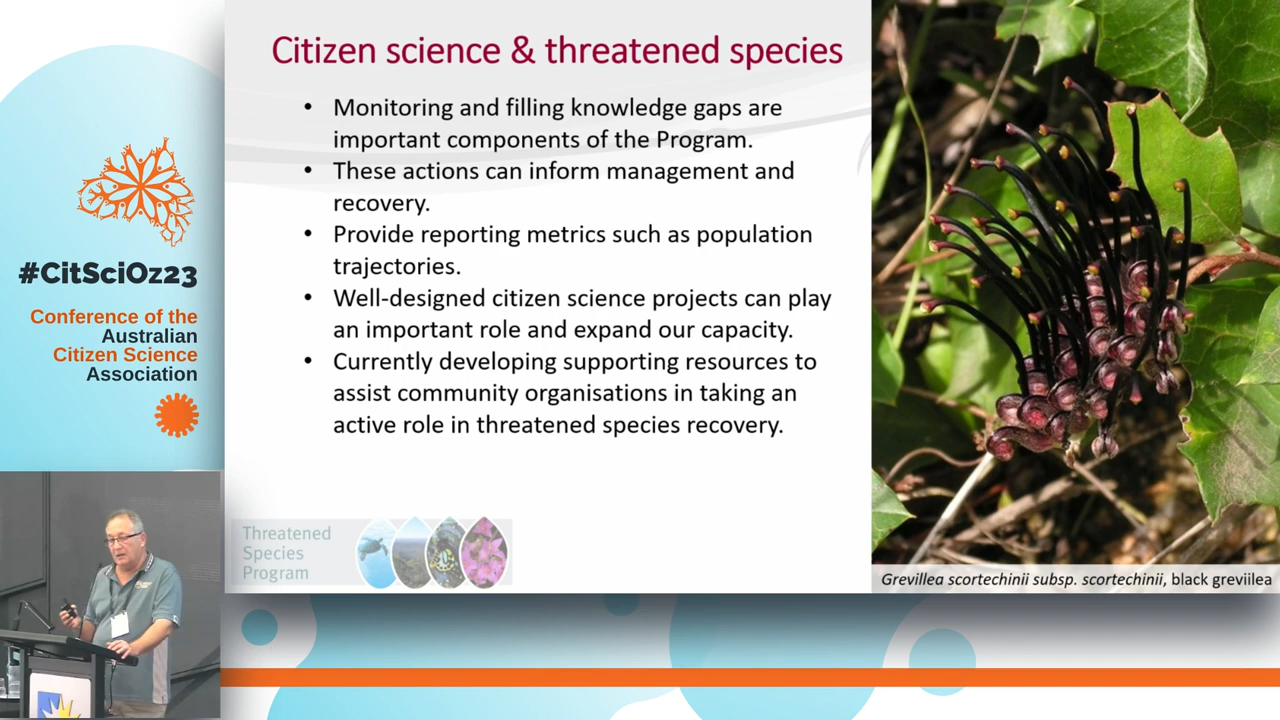 Citizen science & threatened species
• Monitoring and filling knowledge gaps are
important components of the Program.
• These actions can inform management and
recovery.
• Provide reporting metrics such as population
trajectories.
• Well-designed citizen science projects can play
an important role and expand our capacity.
• Currently developing supporting resources to
assist community organisations in taking an
active role in threatened species recovery.
Threatened
Species
Program
Grevillea scortechinii subsp. scortechinii, black greviilea
#CitSciOz23
Conference of the
Australian
Citizen Science
Association